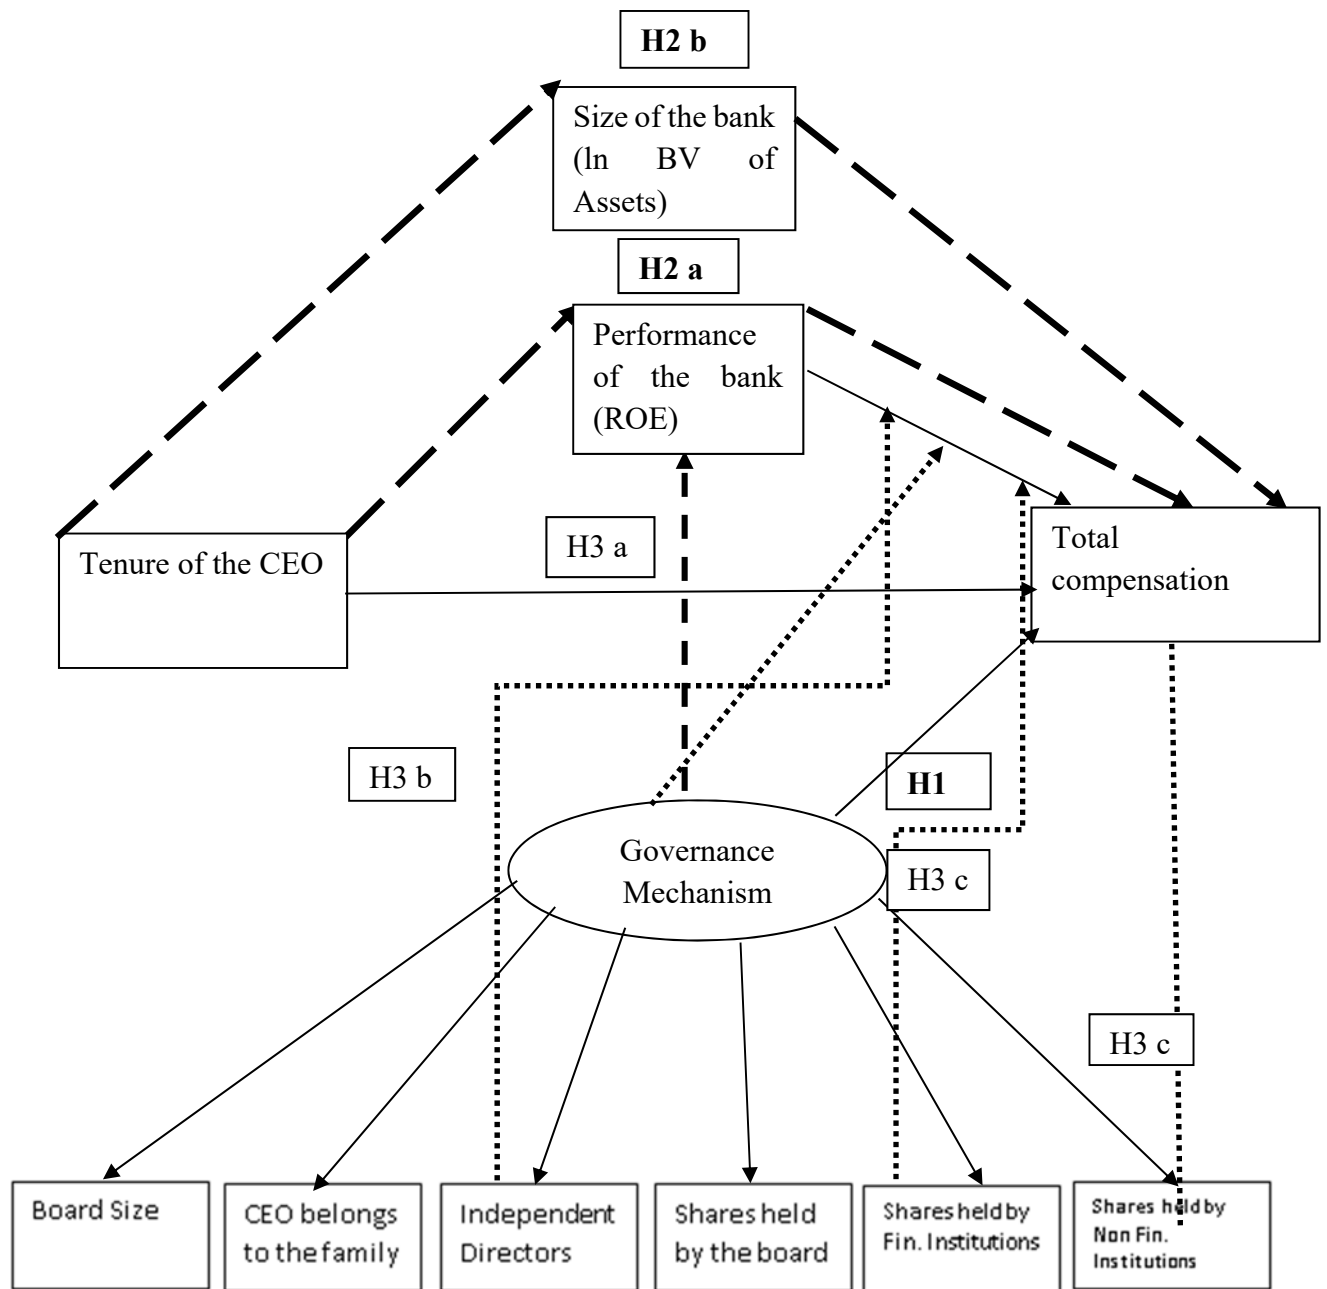 H2 b
Size of the bank
(ln BV of
Assets)
H2 a
Performance
of the bank
(ROE)
H3 a
Tenure of the CEO
Total
compensation
H3 b
H1
Governance
Mechanism
H3 c
H3 c
Board Size
CEO belongs
to the family
Independent
Directors
Shares held
by the board
Shares held by
Fin. Institutions
Shares held by
Non Fin.
Institutions